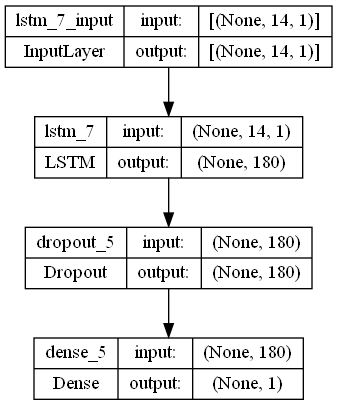 lstm_7_input input: [(None, 14, 1)]
InputLayer output: [(None, 14, 1)]
lstm_7 input: (None, 14, 1)
LSTM output: (None, 180)
dropout_5 input: (None, 180)
Dropout output: (None, 180)
dense_5 input: (None, 180)
Dense output: (None, 1)